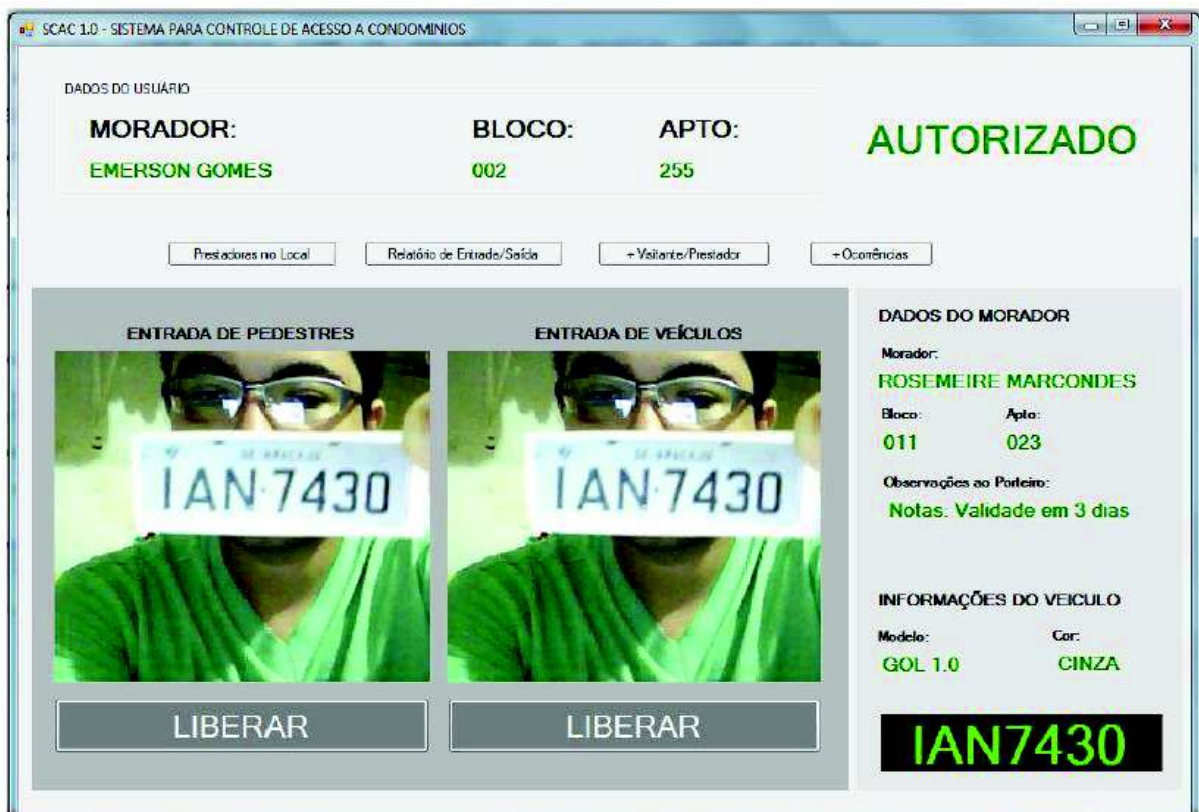 SCAC 1.0 - SISTEMA PARA CONTROLE DE ACESSO A CONDOMINIOS
DADOS DO USUÁRIO
MORADOR: BLOCO: APTO:
EMERSON GOMES 002 255
AUTORIZADO
Prestadores no Local Relatório de Entrada/Saída + Visitante/Prestador + Ocorrências
ENTRADA DE PEDESTRES ENTRADA DE VEÍCULOS
IAN·7430 IAN·7430
LIBERAR LIBERAR
DADOS DO MORADOR
Morador:
ROSEMEIRE MARCONDES
Bloco: Apto:
011 023
Observações ao Porteiro:
Notas: Validade em 3 dias
INFORMAÇÕES DO VEICULO
Modelo: Cor:
GOL 1.0 CINZA
IAN7430